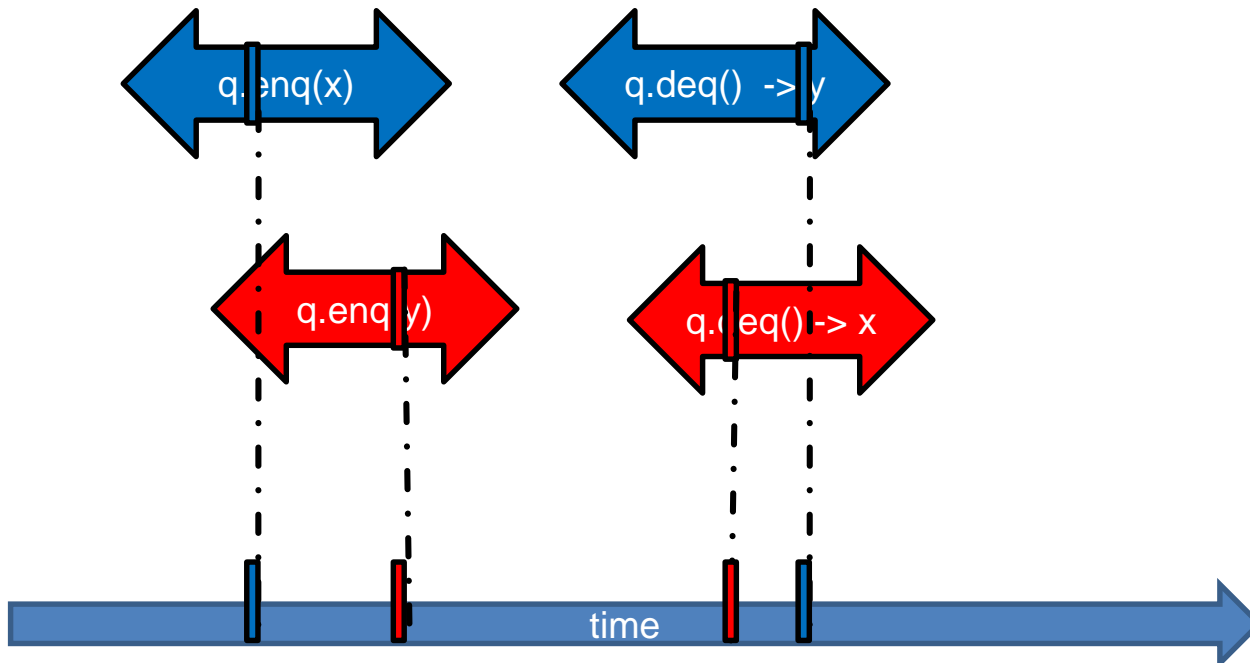 q.enq(x)
q.deq() -> y
q.enq(y)
q.deq() -> x
time